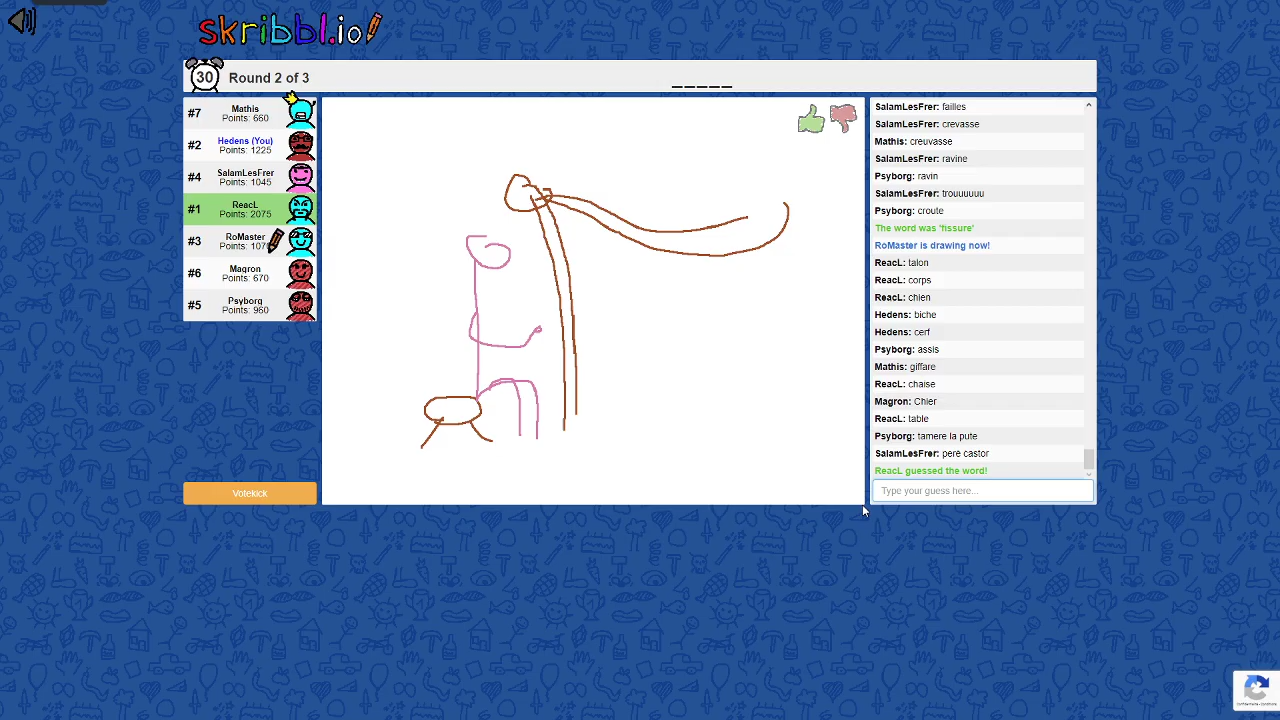 skribbl.io
30
Round 2 of 3
_____
#7 Mathis
Points: 660
#2 Hedens (You)
Points: 1225
#4 SalamLesFrer
Points: 1045
#1 ReacL
Points: 2075
#3 RoMaster
Points: 107
#6 Magron
Points: 670
#5 Psyborg
Points: 960
Votekick
SalamLesFrer: failles
SalamLesFrer: crevasse
Mathis: creuvasse
SalamLesFrer: ravine
Psyborg: ravin
SalamLesFrer: trouuuuuu
Psyborg: croute
The word was 'fissure'
RoMaster is drawing now!
ReacL: talon
ReacL: corps
ReacL: chien
Hedens: biche
Hedens: cerf
Psyborg: assis
Mathis: giffare
ReacL: chaise
Magron: Chier
ReacL: table
Psyborg: tamere la pute
SalamLesFrer: pere castor
ReacL guessed the word!
Type your guess here...